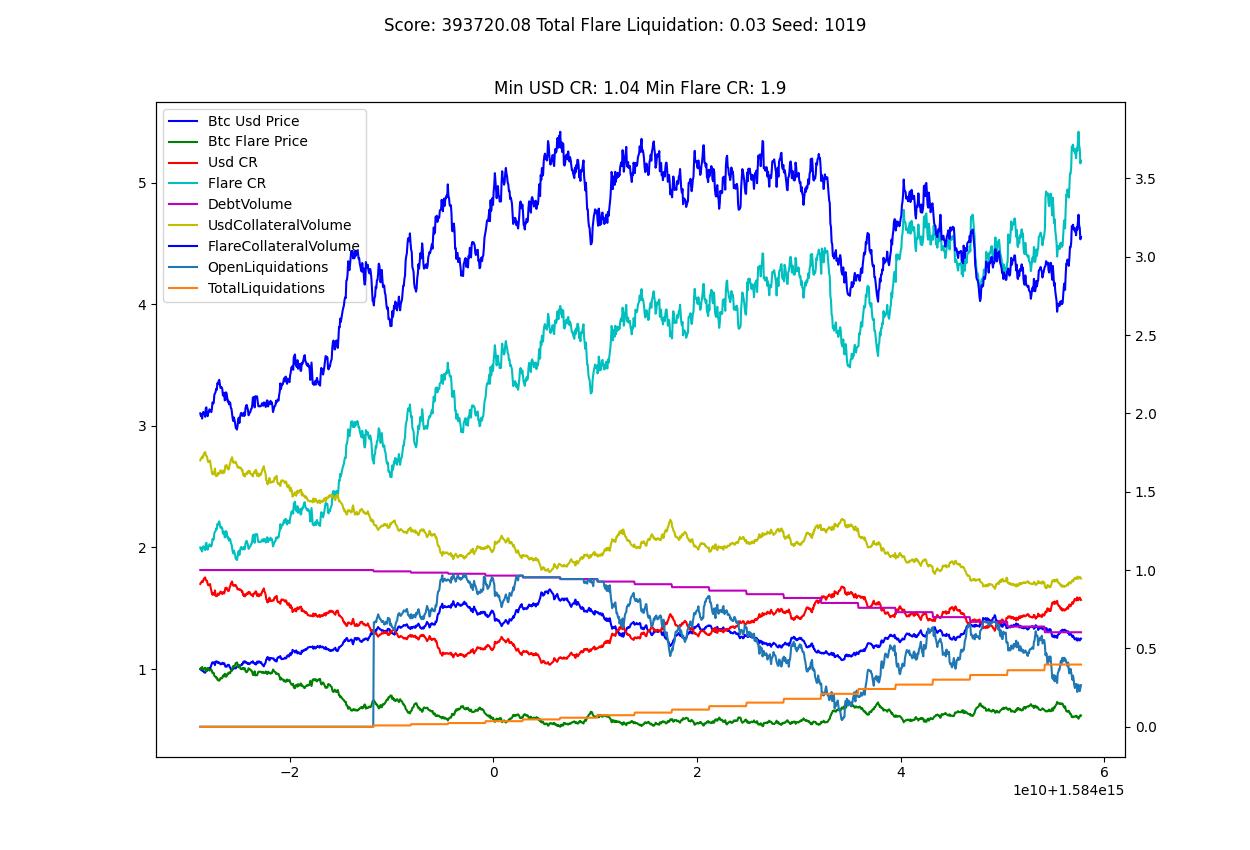 Score: 393720.08 Total Flare Liquidation: 0.03 Seed: 1019
Min USD CR: 1.04 Min Flare CR: 1.9
Btc Usd Price
Btc Flare Price
Usd CR
Flare CR
DebtVolume
UsdCollateralVolume
FlareCollateralVolume
OpenLiquidations
TotalLiquidations
5
4
3
2
1
3.5
3.0
2.5
2.0
1.5
1.0
0.5
0.0
−2 0 2 4 6
1e10+1.584e15